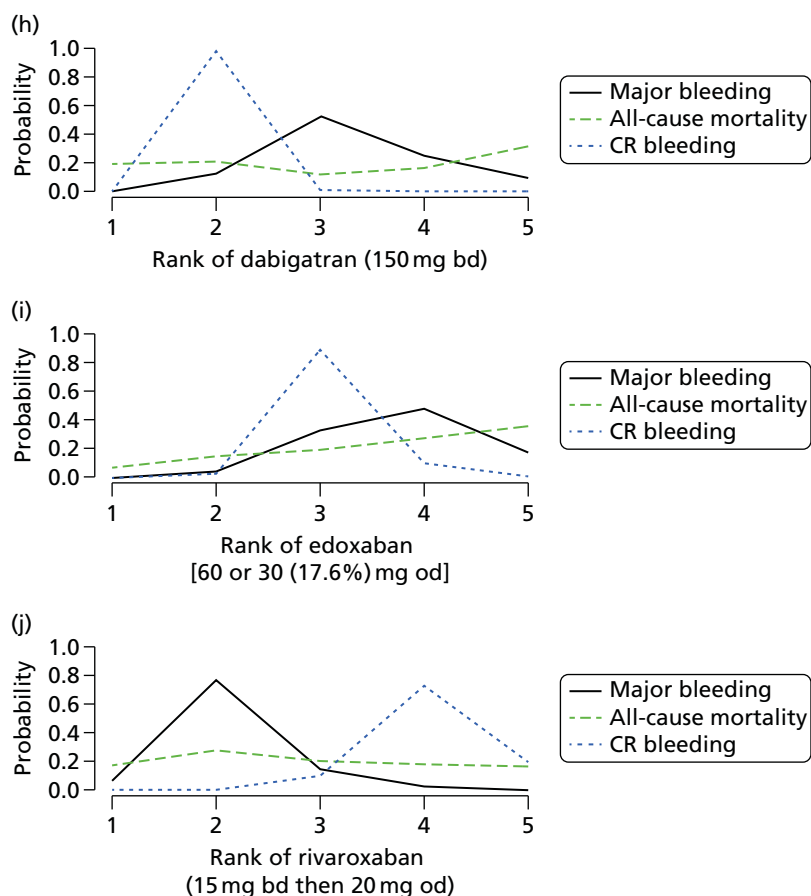 (h)
1.0
0.8
0.6
0.4
0.2
0.0
Probability
1 2 3 4 5
Rank of dabigatran (150 mg bd)
Major bleeding
All-cause mortality
CR bleeding
(i)
1.0
0.8
0.6
0.4
0.2
0.0
Probability
1 2 3 4 5
Rank of edoxaban
[60 or 30 (17.6%) mg od]
Major bleeding
All-cause mortality
CR bleeding
(j)
1.0
0.8
0.6
0.4
0.2
0.0
Probability
1 2 3 4 5
Rank of rivaroxaban
(15 mg bd then 20 mg od)
Major bleeding
All-cause mortality
CR bleeding